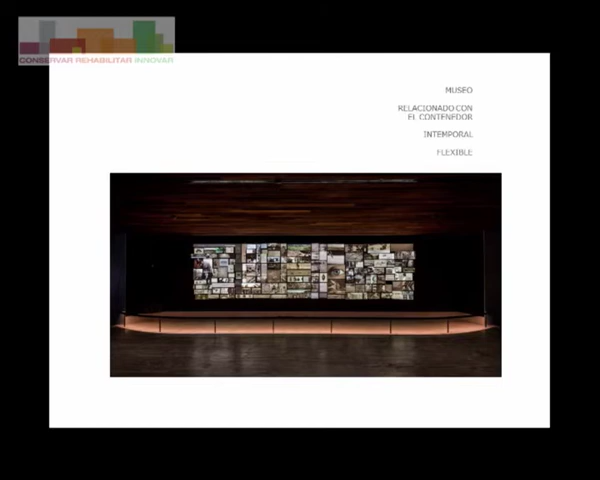 CONSERVAR REHABILITAR INNOVAR
MUSEO
RELACIONADO CON
EL CONTENEDOR
INTEMPORAL
FLEXIBLE